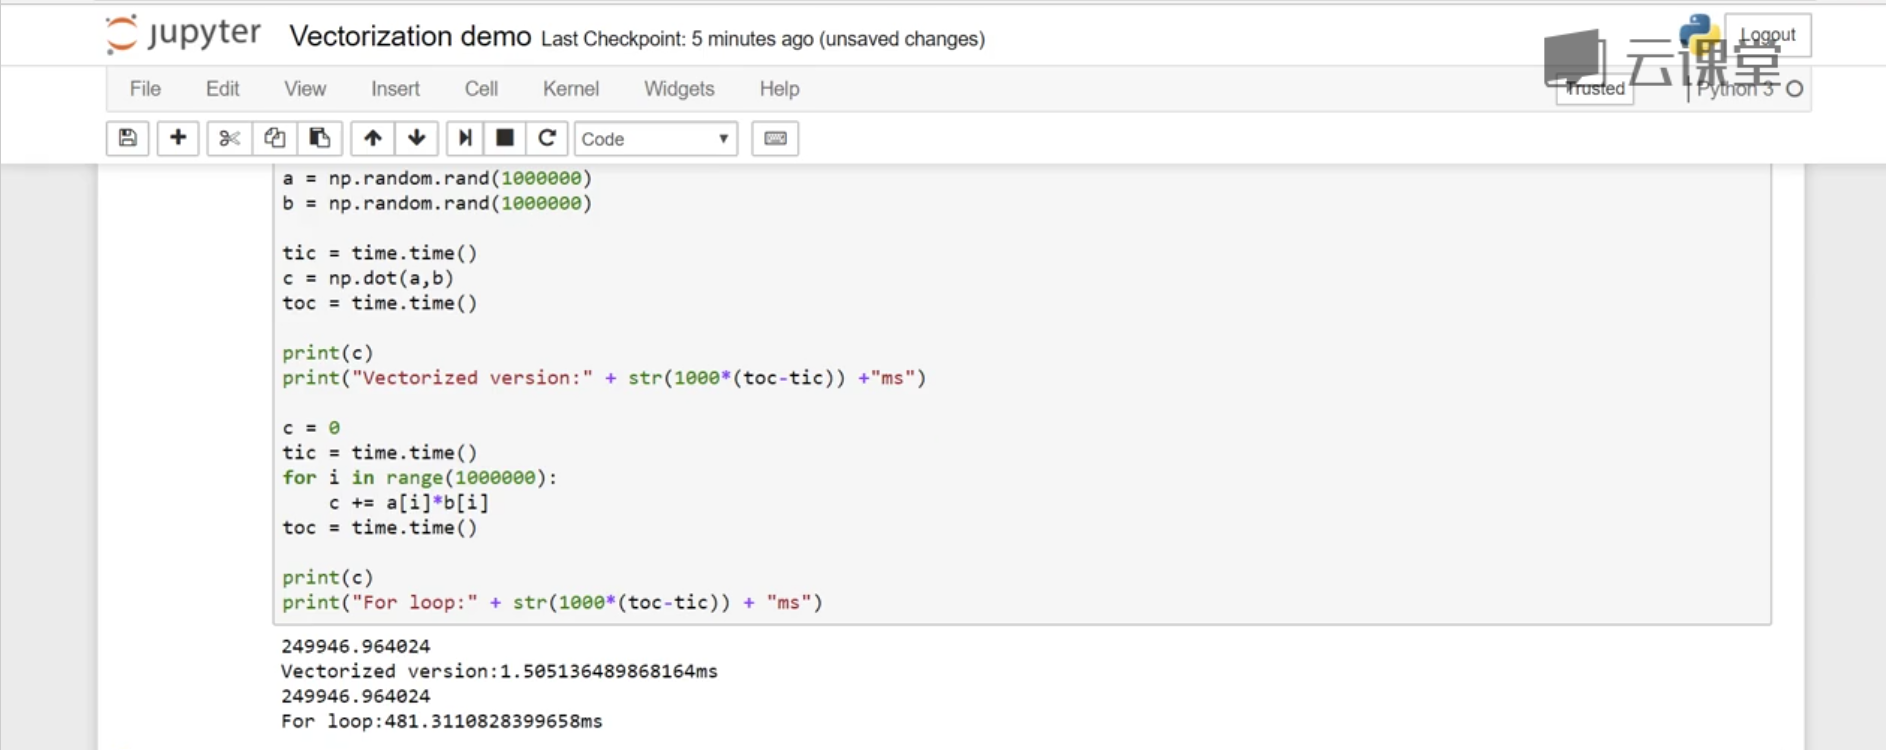 jupyter Vectorization demo Last Checkpoint: 5 minutes ago (unsaved changes) Logout
云课堂
File Edit View Insert Cell Kernel Widgets Help Trusted Python 3
Code
a = np.random.rand(1000000)
b = np.random.rand(1000000)
tic = time.time()
c = np.dot(a,b)
toc = time.time()
print(c)
print("Vectorized version:" + str(1000*(toc-tic)) +"ms")
c = 0
tic = time.time()
for i in range(1000000):
    c += a[i]*b[i]
toc = time.time()
print(c)
print("For loop:" + str(1000*(toc-tic)) + "ms")
249946.964024
Vectorized version:1.505136489868164ms
249946.964024
For loop:481.3110828399658ms